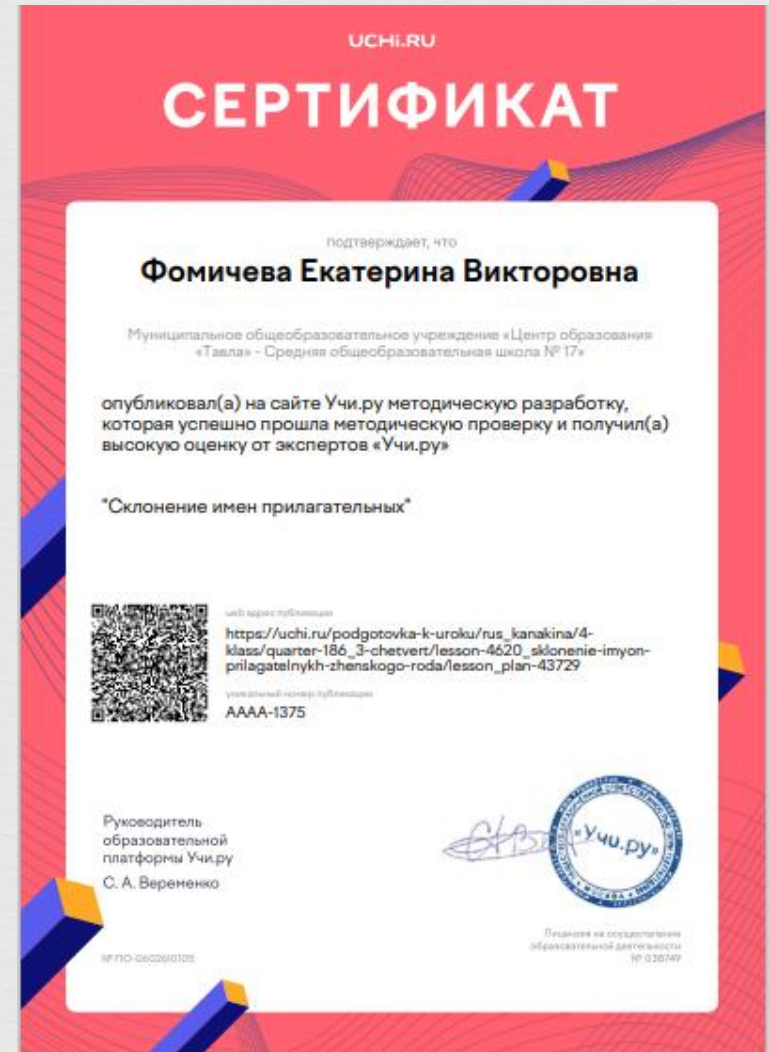 UCHi.RU
СЕРТИФИКАТ
подтверждает, что
Фомичева Екатерина Викторовна
Муниципальное общеобразовательное учреждение «Центр образования
«Тавла» - Средняя общеобразовательная школа № 17»
опубликовал(а) на сайте Учи.ру методическую разработку,
которая успешно прошла методическую проверку и получил(а)
высокую оценку от экспертов «Учи.ру»
"Склонение имен прилагательных"
web адрес публикации
https://uchi.ru/podgotovka-k-uroku/rus_kanakina/4-
klass/quarter-186_3-chetvert/lesson-4620_sklonenie-imyon-
prilagatelnykh-zhenskogo-roda/lesson_plan-43729
уникальный номер публикации
AAAA-1375
Руководитель
образовательной
платформы Учи.ру
С. А. Веременко
«Учи.ру»
Лицензия на осуществление
образовательной деятельности
№ 038749
№ ПО-0602610105